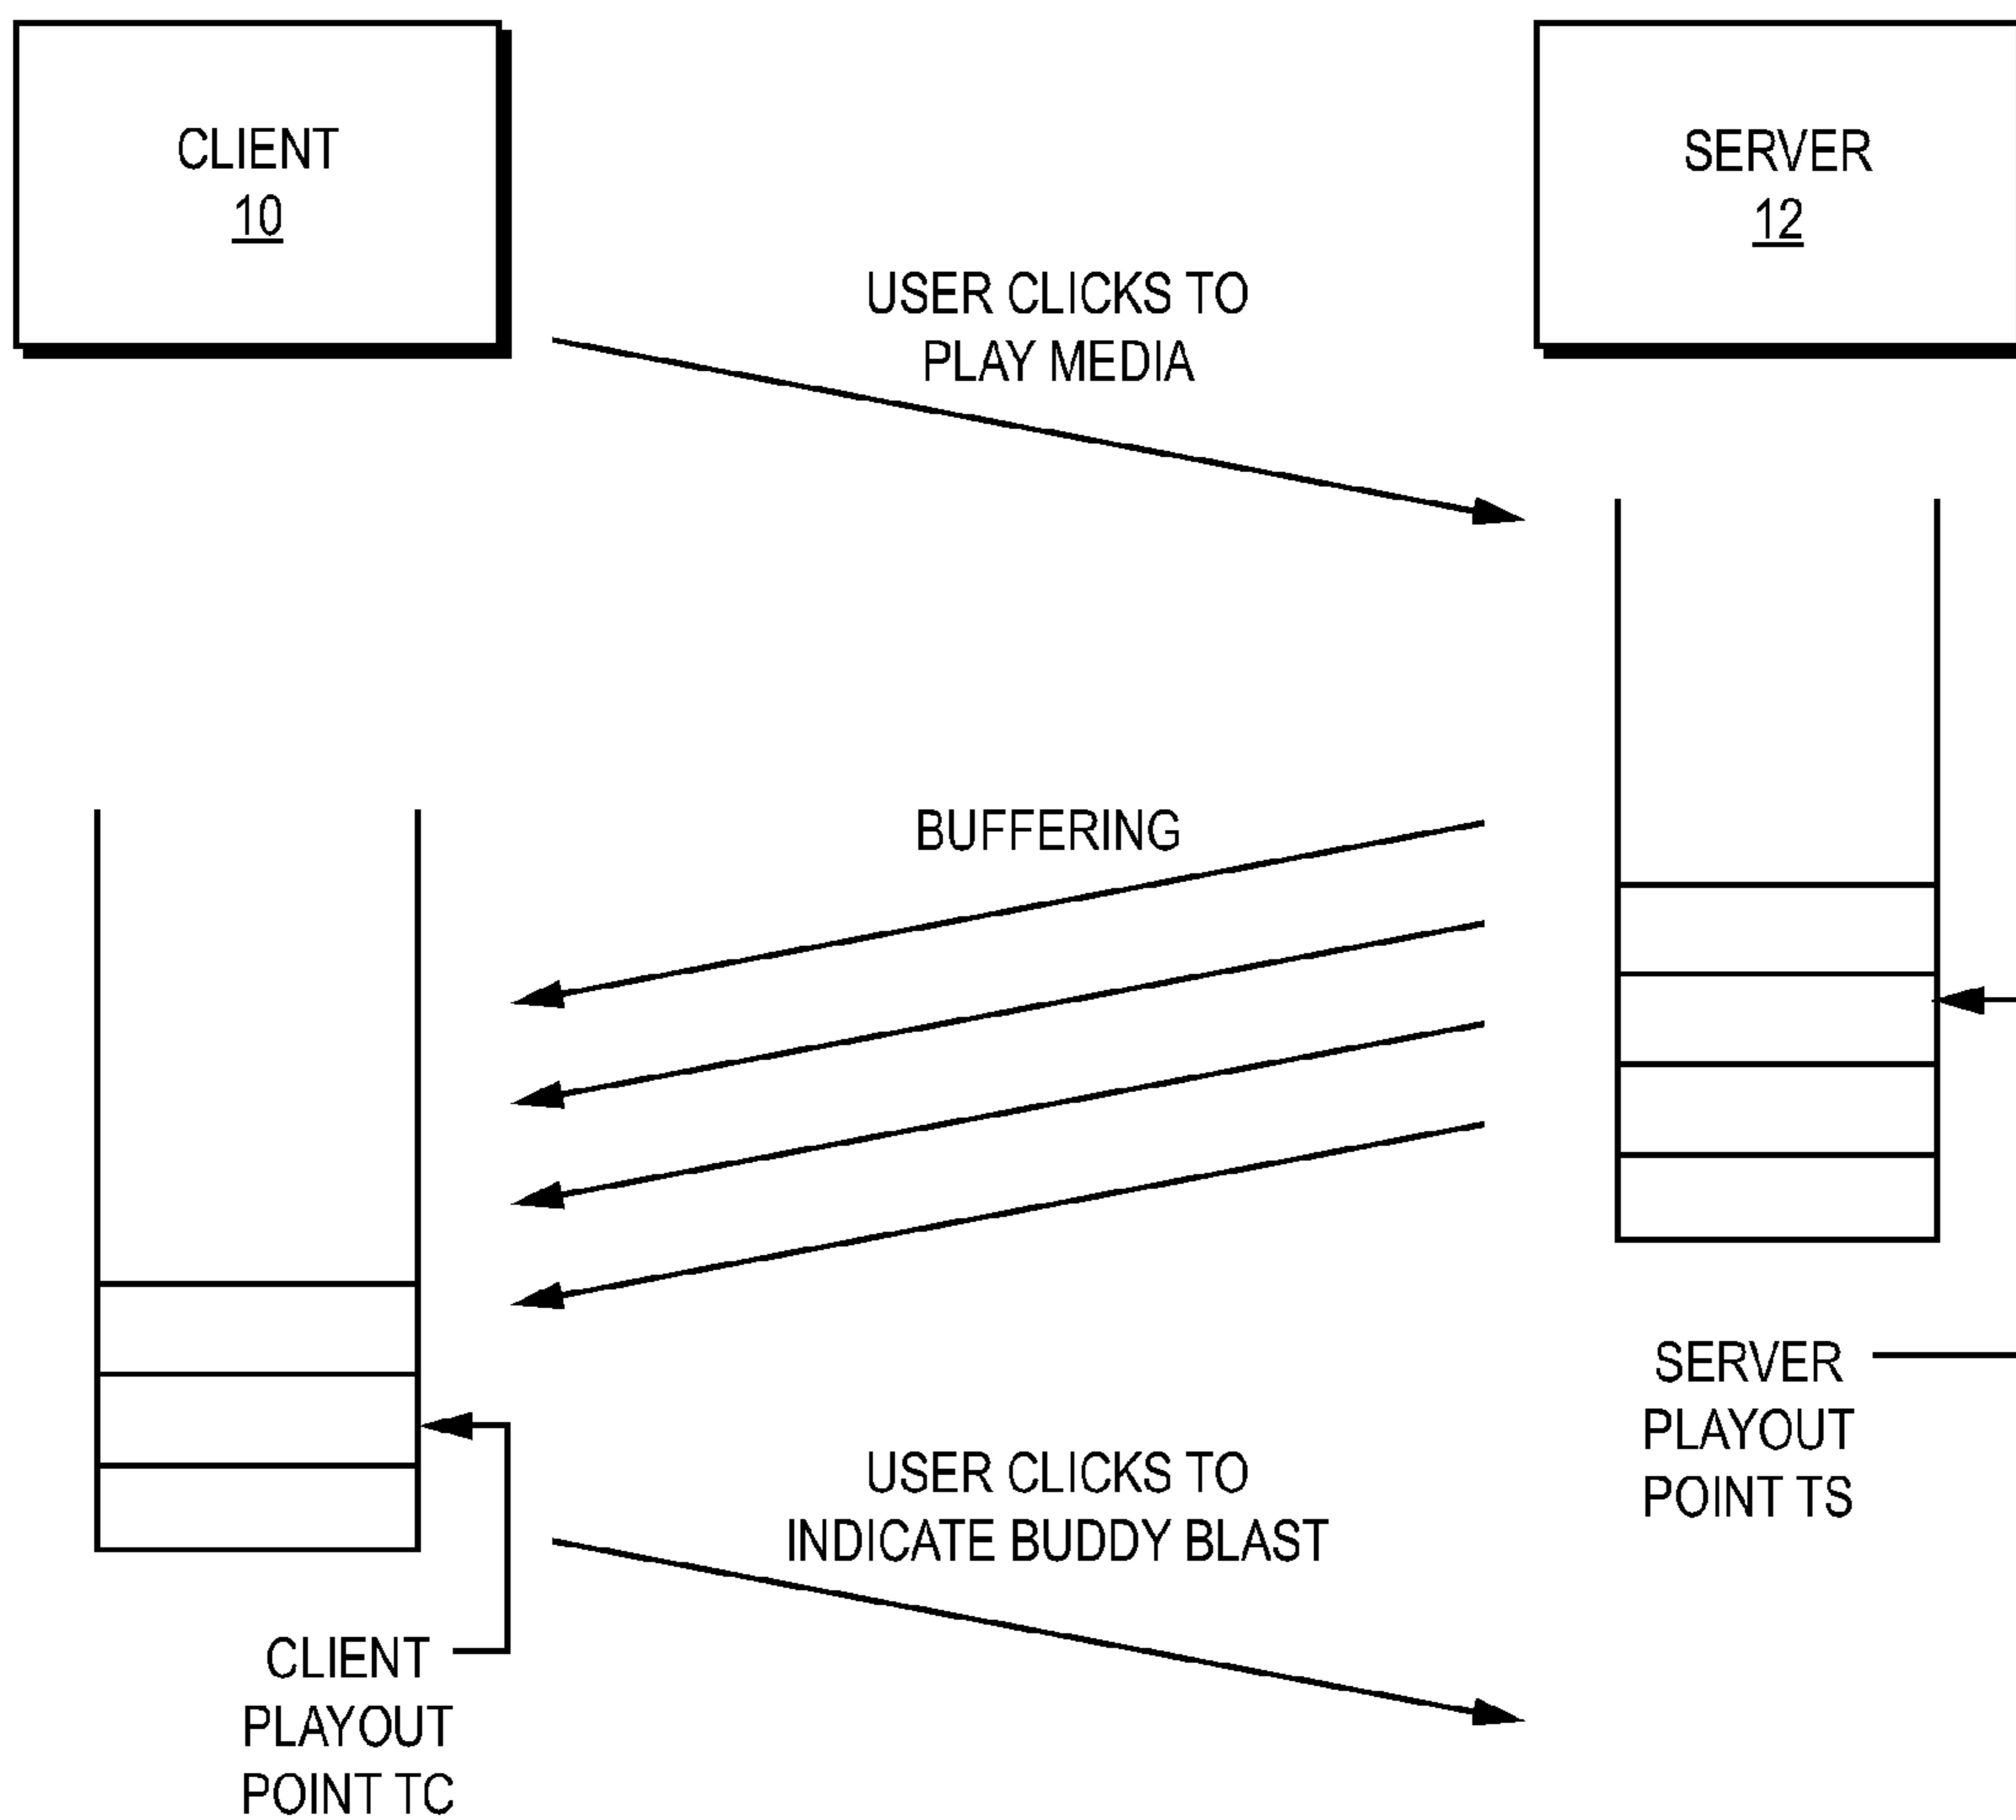 CLIENT
10
SERVER
12
USER CLICKS TO
PLAY MEDIA
BUFFERING
SERVER
PLAYOUT
POINT TS
USER CLICKS TO
INDICATE BUDDY BLAST
CLIENT
PLAYOUT
POINT TC